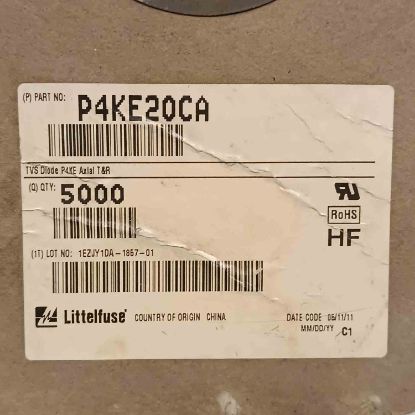 (P) PART NO: P4KE20CA
TVS Diode P4KE Axial T&R
(Q) QTY: 5000
RoHS
HF
(1T) LOT NO: 1EZJY1DA-1857-01
Littelfuse® COUNTRY OF ORIGIN CHINA DATE CODE 05/11/11
MM/DD/YY C1